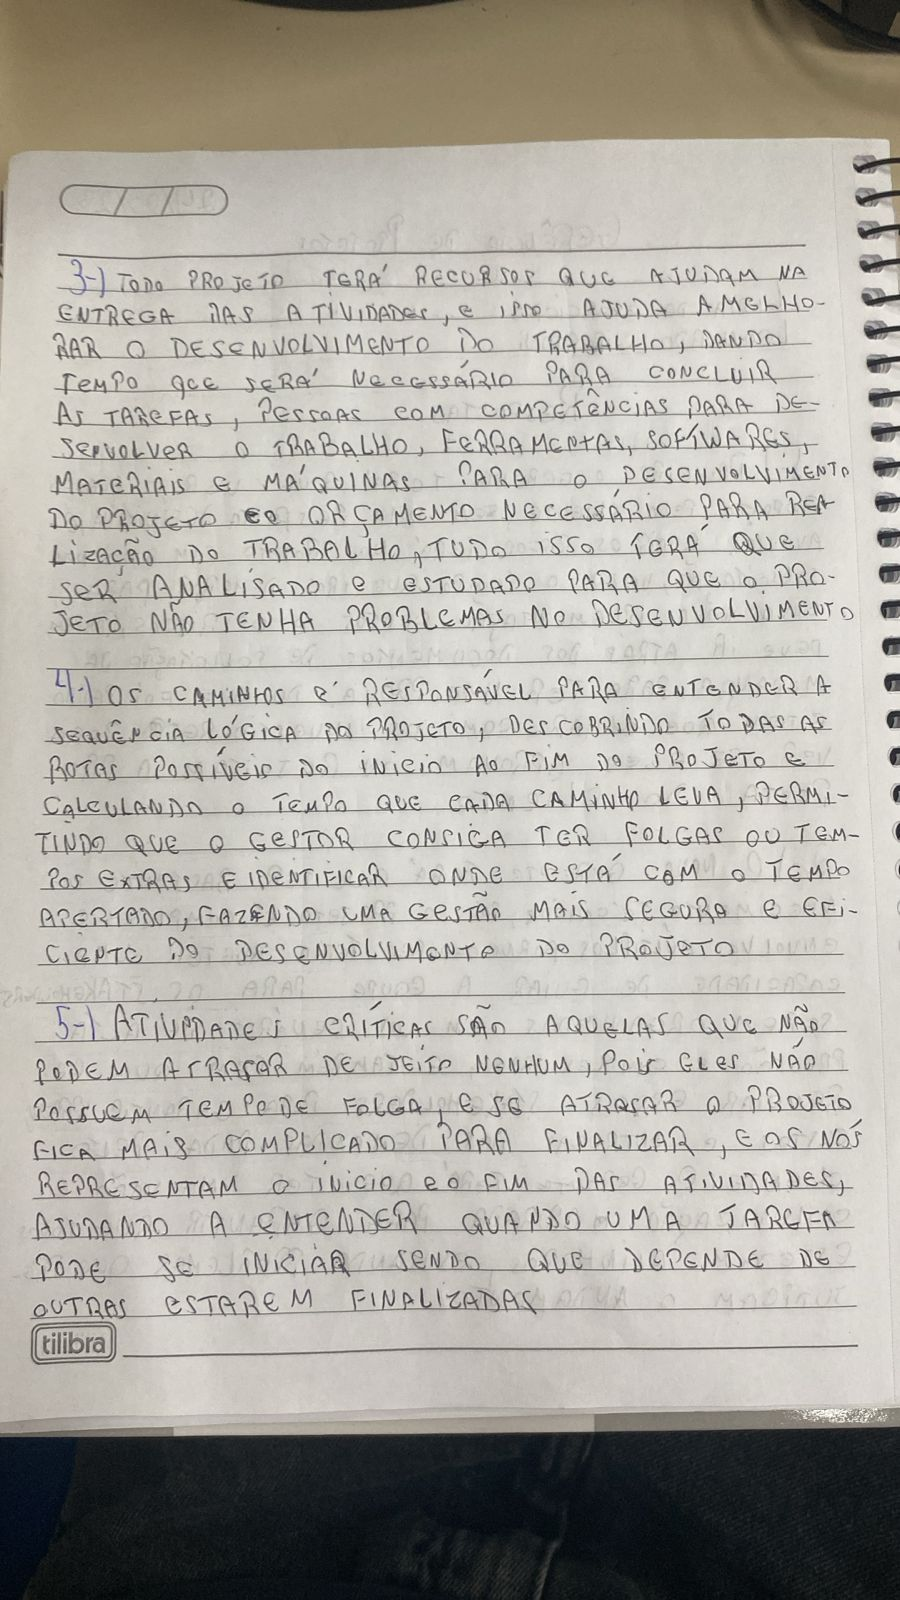 3-) TODO PROJETO TERÁ RECURSOS QUE AJUDAM NA
ENTREGA DAS ATIVIDADES, E ISSO AJUDA A MELHO-
RAR O DESENVOLVIMENTO DO TRABALHO, DANDO
TEMPO QUE SERÁ NECESSÁRIO PARA CONCLUIR
AS TAREFAS, PESSOAS COM COMPETÊNCIAS PARA DE-
SENVOLVER O TRABALHO, FERRAMENTAS, SOFTWARES,
MATERIAIS E MÁQUINAS PARA O DESENVOLVIMENTO
DO PROJETO E O ORÇAMENTO NECESSÁRIO PARA REA
LIZAÇÃO DO TRABALHO, TUDO ISSO TERÁ QUE
SER ANALISADO E ESTUDADO PARA QUE O PRO-
JETO NÃO TENHA PROBLEMAS NO DESENVOLVIMENTO
4-) OS CAMINHOS É RESPONSÁVEL PARA ENTENDER A
SEQUÊNCIA LÓGICA DO PROJETO, DESCOBRINDO TODAS AS
ROTAS POSSÍVEIS DO INICIO AO FIM DO PROJETO E
CALCULANDO O TEMPO QUE CADA CAMINHO LEVA, PERMI-
TINDO QUE O GESTOR CONSIGA TER FOLGAS OU TEM-
POS EXTRAS E IDENTIFICAR ONDE ESTÁ COM O TEMPO
APERTADO, FAZENDO UMA GESTÃO MAIS SEGURA E EFI-
CIENTE DO DESENVOLVIMENTO DO PROJETO
5-) ATIVIDADES CRÍTICAS SÃO AQUELAS QUE NÃO
PODEM ATRASAR DE JEITO NENHUM, POIS ELES NÃO
POSSUEM TEMPO DE FOLGA, E SE ATRASAR O PROJETO
FICA MAIS COMPLICADO PARA FINALIZAR, E OS NÓS
REPRESENTAM O INICIO E O FIM DAS ATIVIDADES,
AJUDANDO A ENTENDER QUANDO UMA TAREFA
PODE SE INICIAR SENDO QUE DEPENDE DE
OUTRAS ESTAREM FINALIZADAS
tilibra